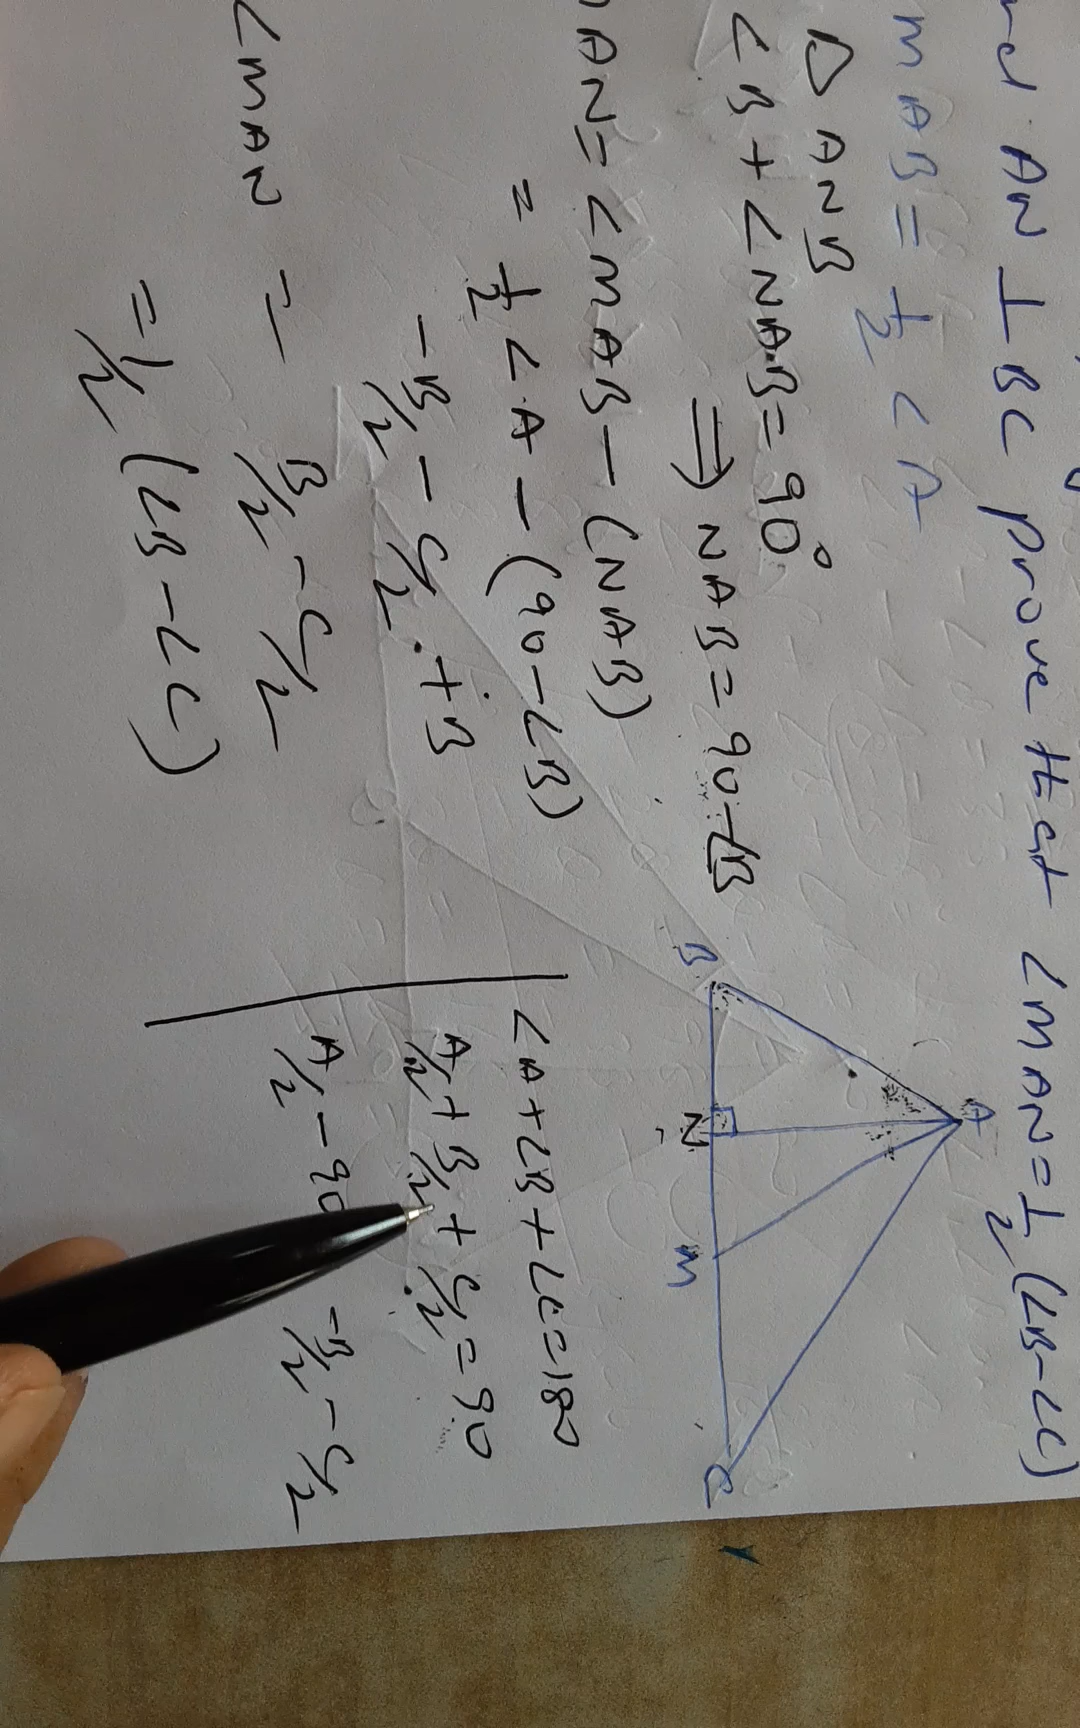 AN ⊥ BC prove that ∠MAN = 1/2 (∠B - ∠C)
MAB = 1/2 ∠A
Δ ANB
∠B + ∠NAB = 90°
⇒ NAB = 90 - ∠B
AN = ∠MAB - (NAB)
= 1/2 ∠A - (90 - ∠B)
- B/2 - C/2 + B
∠MAN = B/2 - C/2
= 1/2 (∠B - ∠C)
A
B
N
M
C
∠A + ∠B + ∠C = 180
A/2 + B/2 + C/2 = 90
A/2 - 90 - B/2 - C/2